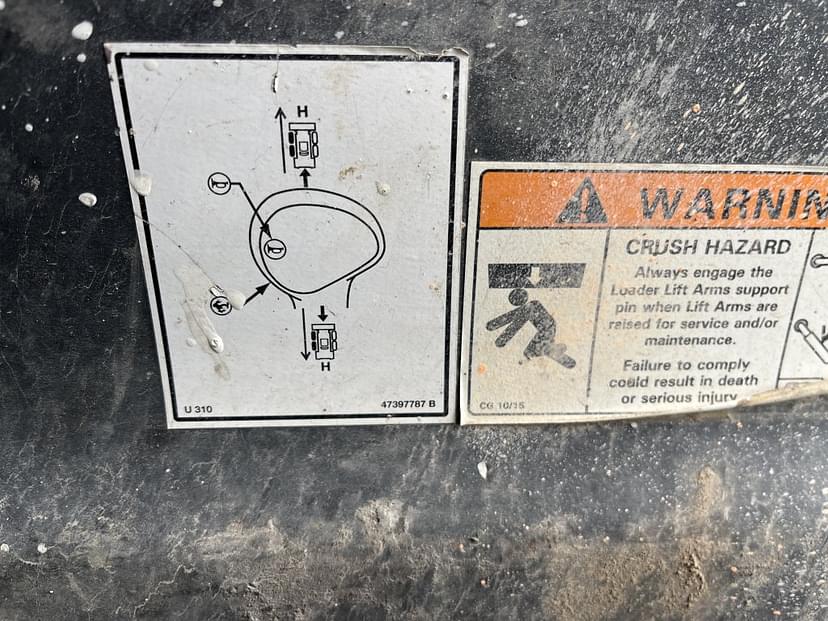 H
H
U 310
47397787 B
WARNIN
CRUSH HAZARD
Always engage the
Loader Lift Arms support
pin when Lift Arms are
raised for service and/or
maintenance.
Failure to comply
could result in death
or serious injury
CG 10/15